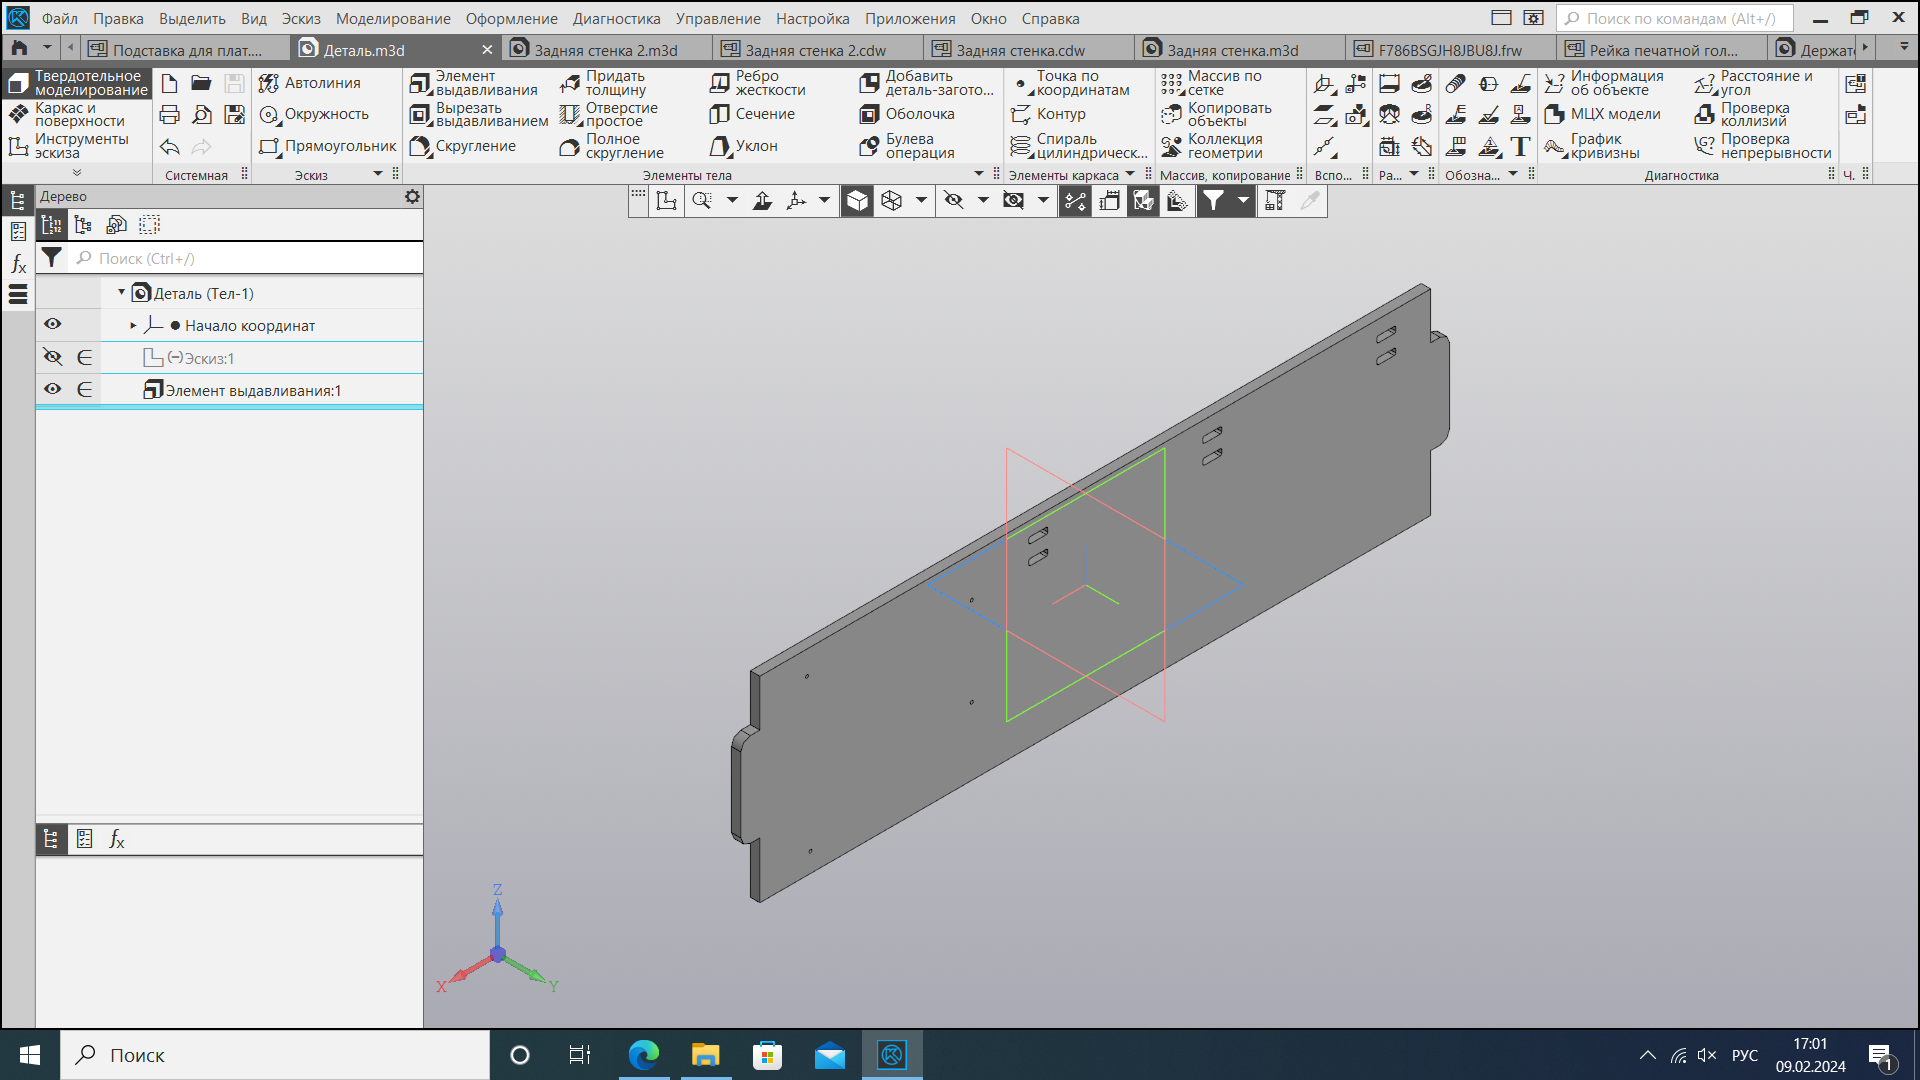 Файл Правка Выделить Вид Эскиз Моделирование Оформление Диагностика Управление Настройка Приложения Окно Справка Поиск по командам (Alt+/)
Подставка для плат.... Деталь.m3d Задняя стенка 2.m3d Задняя стенка 2.cdw Задняя стенка.cdw Задняя стенка.m3d F786BSGJH8JBU8J.frw Рейка печатной гол... Держат
Твердотельное моделирование
Каркас и поверхности
Инструменты эскиза
Системная
Автолиния
Окружность
Прямоугольник
Эскиз
Элемент выдавливания
Вырезать выдавливанием
Скругление
Придать толщину
Отверстие простое
Полное скругление
Ребро жесткости
Сечение
Уклон
Добавить деталь-загото...
Оболочка
Булева операция
Элементы тела
Точка по координатам
Контур
Спираль цилиндрическ...
Элементы каркаса
Массив по сетке
Копировать объекты
Коллекция геометрии
Массив, копирование
Вспо...
Ра...
Обозна...
Информация об объекте
МЦХ модели
График кривизны
Расстояние и угол
Проверка коллизий
Проверка непрерывности
Диагностика
Ч.
Дерево
Поиск (Ctrl+/)
Деталь (Тел-1)
Начало координат
(−)Эскиз:1
Элемент выдавливания:1
Z
X
Y
Поиск
РУС
17:01
09.02.2024
1